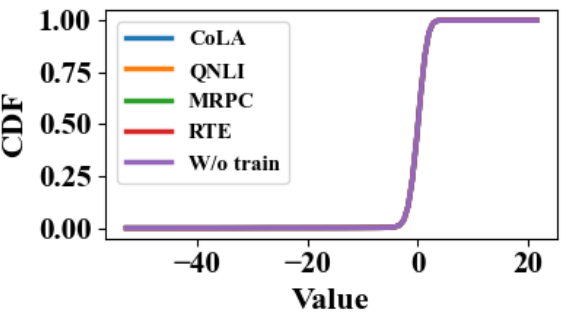 1.00
0.75
0.50
0.25
0.00
CDF
CoLA
QNLI
MRPC
RTE
W/o train
−40 −20 0 20
Value